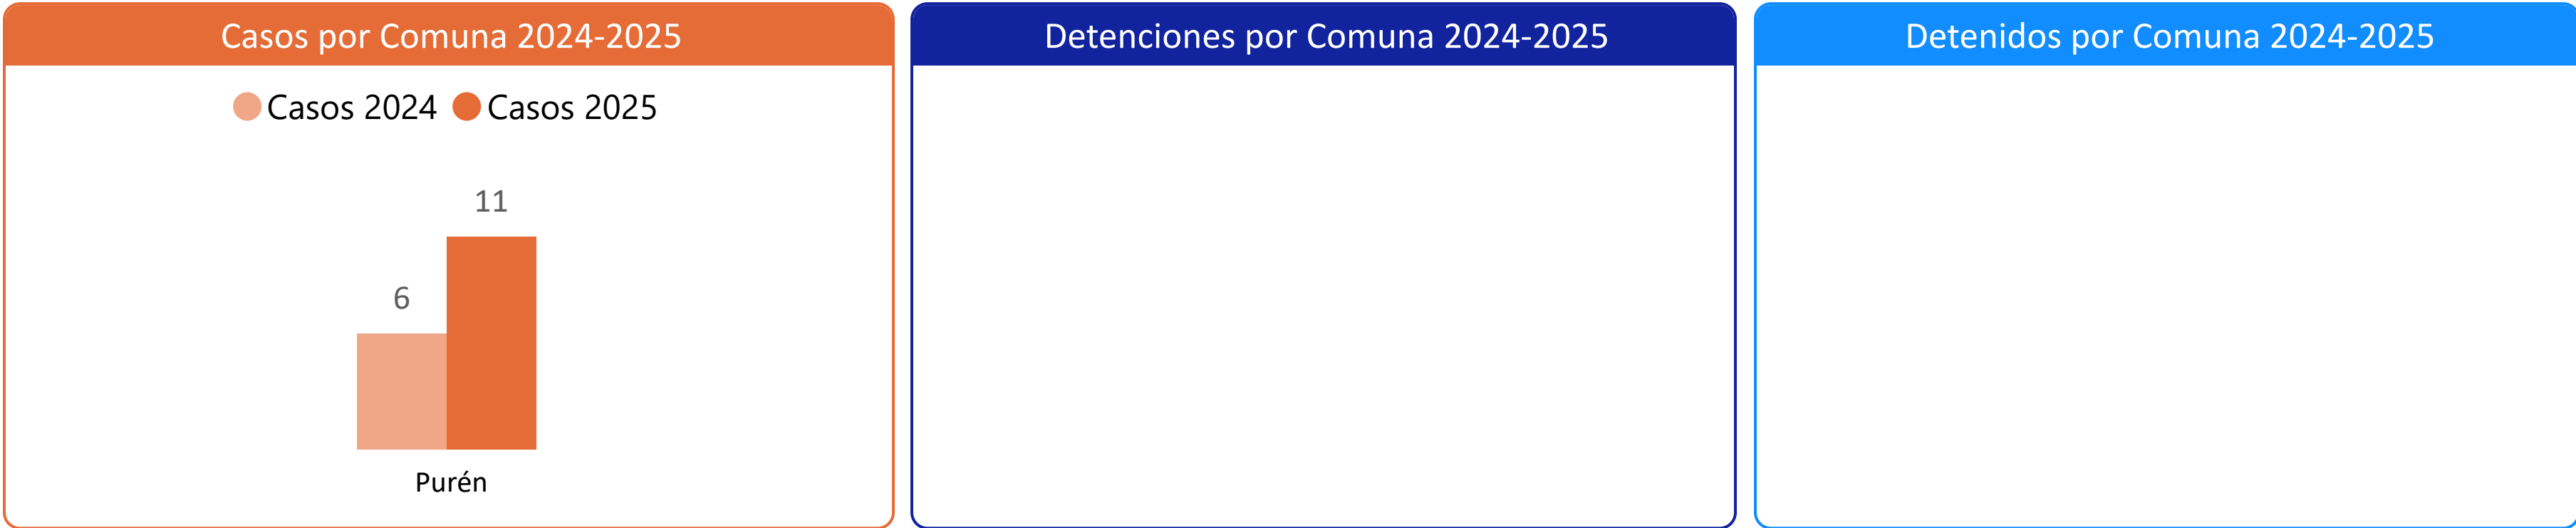 Casos por Comuna 2024-2025
Casos 2024 Casos 2025
11
6
Purén
Detenciones por Comuna 2024-2025
Detenidos por Comuna 2024-2025